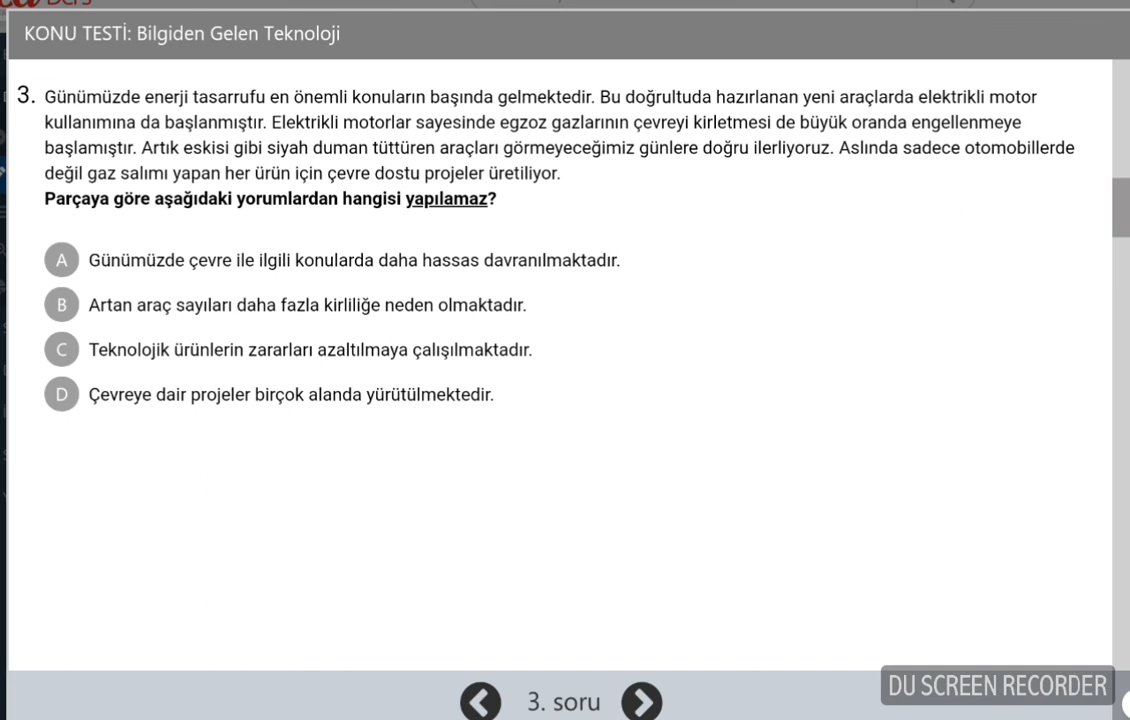 Ders
KONU TESTİ: Bilgiden Gelen Teknoloji
3. Günümüzde enerji tasarrufu en önemli konuların başında gelmektedir. Bu doğrultuda hazırlanan yeni araçlarda elektrikli motor
kullanımına da başlanmıştır. Elektrikli motorlar sayesinde egzoz gazlarının çevreyi kirletmesi de büyük oranda engellenmeye
başlamıştır. Artık eskisi gibi siyah duman tüttüren araçları görmeyeceğimiz günlere doğru ilerliyoruz. Aslında sadece otomobillerde
değil gaz salımı yapan her ürün için çevre dostu projeler üretiliyor.
Parçaya göre aşağıdaki yorumlardan hangisi yapılamaz?
A Günümüzde çevre ile ilgili konularda daha hassas davranılmaktadır.
B Artan araç sayıları daha fazla kirliliğe neden olmaktadır.
C Teknolojik ürünlerin zararları azaltılmaya çalışılmaktadır.
D Çevreye dair projeler birçok alanda yürütülmektedir.
3. soru
DU SCREEN RECORDER